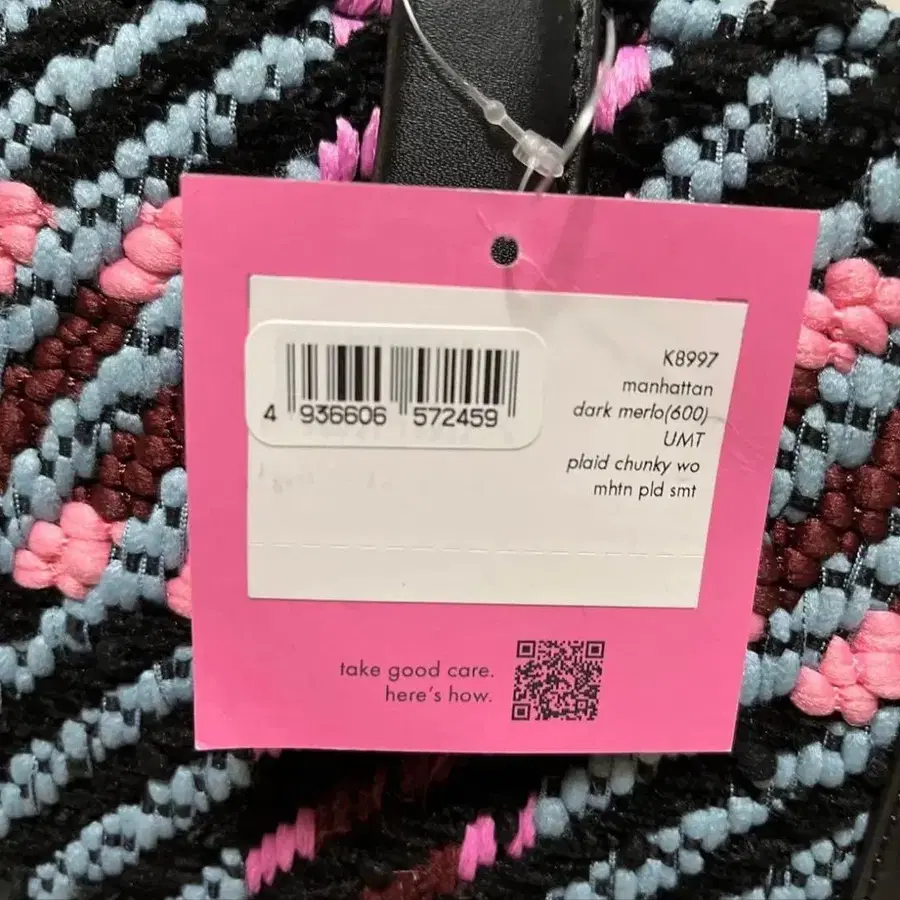 4 936606 572459
K8997
manhattan
dark merlo(600)
UMT
plaid chunky wo
mhtn pld smt
take good care.
here's how.